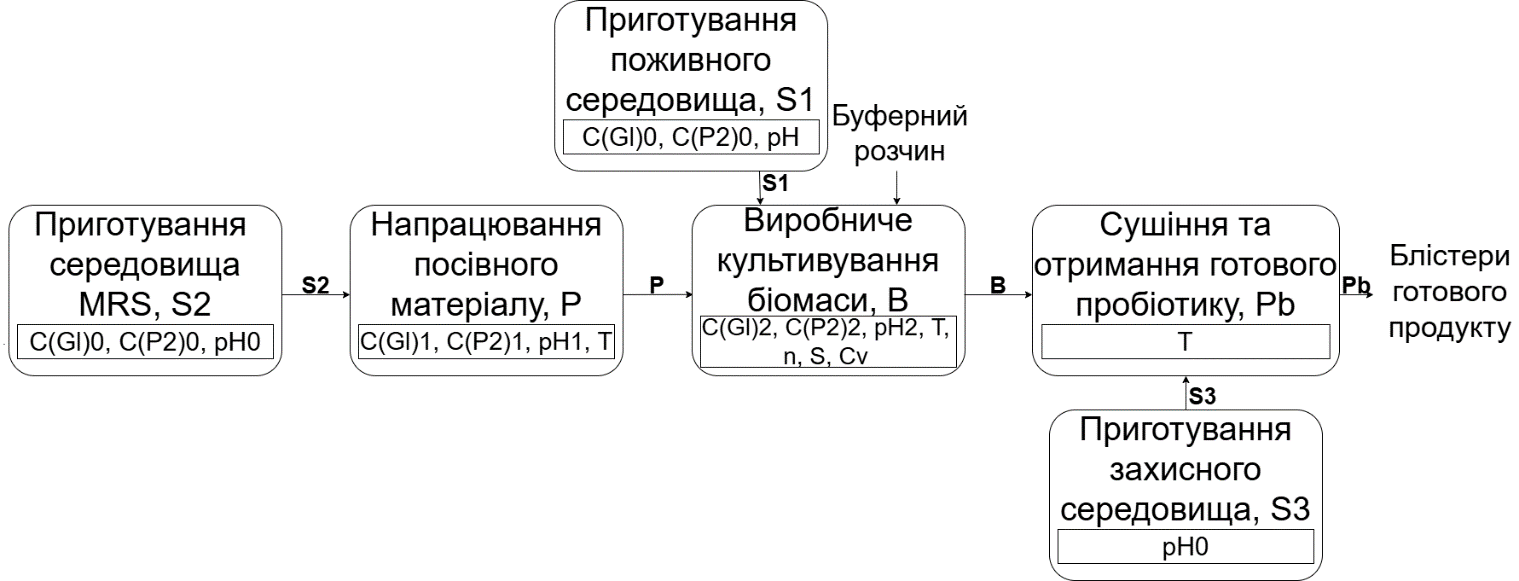 Приготування
поживного
середовища, S1
C(Gl)0, C(P2)0, pH
S1
Буферний
розчин
Приготування
середовища
MRS, S2
C(Gl)0, C(P2)0, pH0
S2
Напрацювання
посівного
матеріалу, P
C(Gl)1, C(P2)1, pH1, T
P
Виробниче
культивування
біомаси, B
C(Gl)2, C(P2)2, pH2, T,
n, S, Cv
B
Сушіння та
отримання готового
пробіотику, Pb
T
Pb
Блістери
готового
продукту
S3
Приготування
захисного
середовища, S3
pH0